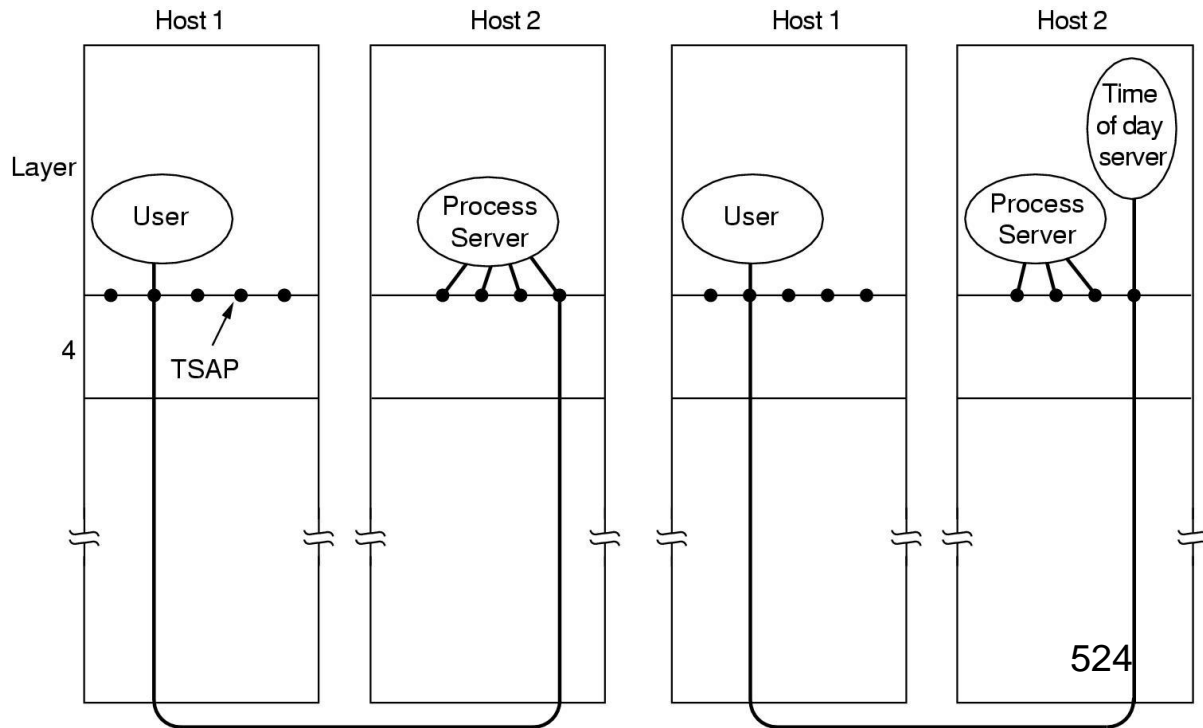 Host 1
Host 2
Host 1
Host 2
Time
of day
server
Layer
User
Process
Server
User
Process
Server
4
TSAP
524